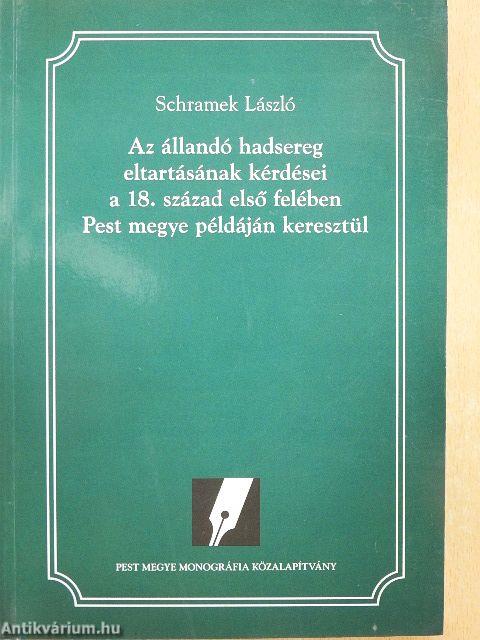 Schramek László
Az állandó hadsereg
eltartásának kérdései
a 18. század első felében
Pest megye példáján keresztül
PEST MEGYE MONOGRÁFIA KÖZALAPÍTVÁNY
Antikvárium.hu